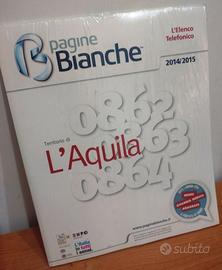 pagine
Bianche
L'Elenco
Telefonico
2014/2015
0862
Territorio di
L'Aquila
0863
0864
www.paginebianche.it
subito